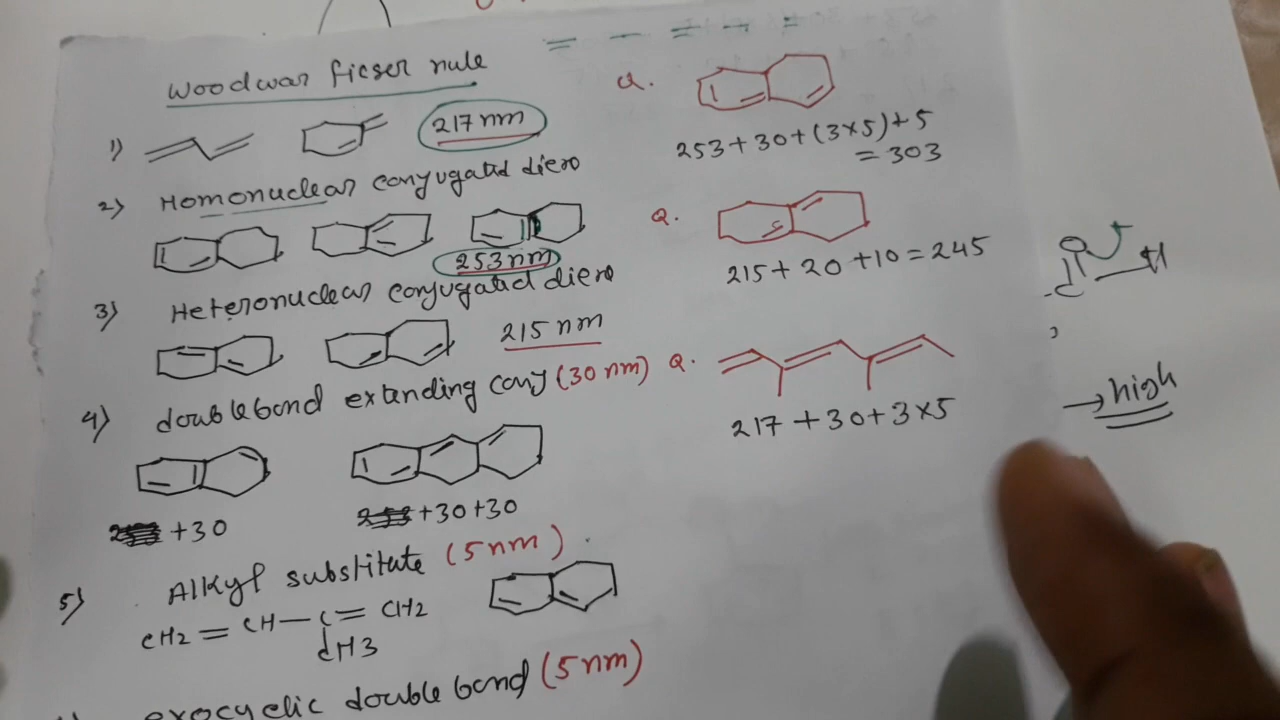 Woodwar fieser rule
1) 217 nm
2) Homonuclear conjugated diero
253 nm
3) Heteronuclear conjugated diero
215 nm
4) double bond extending conj (30 nm)
+30
+30+30
5) Alkyl substitute (5 nm)
CH2 = CH — C = CH2
CH3
exocyclic double bond (5 nm)
Q.
253 + 30 + (3×5) + 5
= 303
Q.
215 + 20 + 10 = 245
Q.
217 + 30 + 3×5
→ high